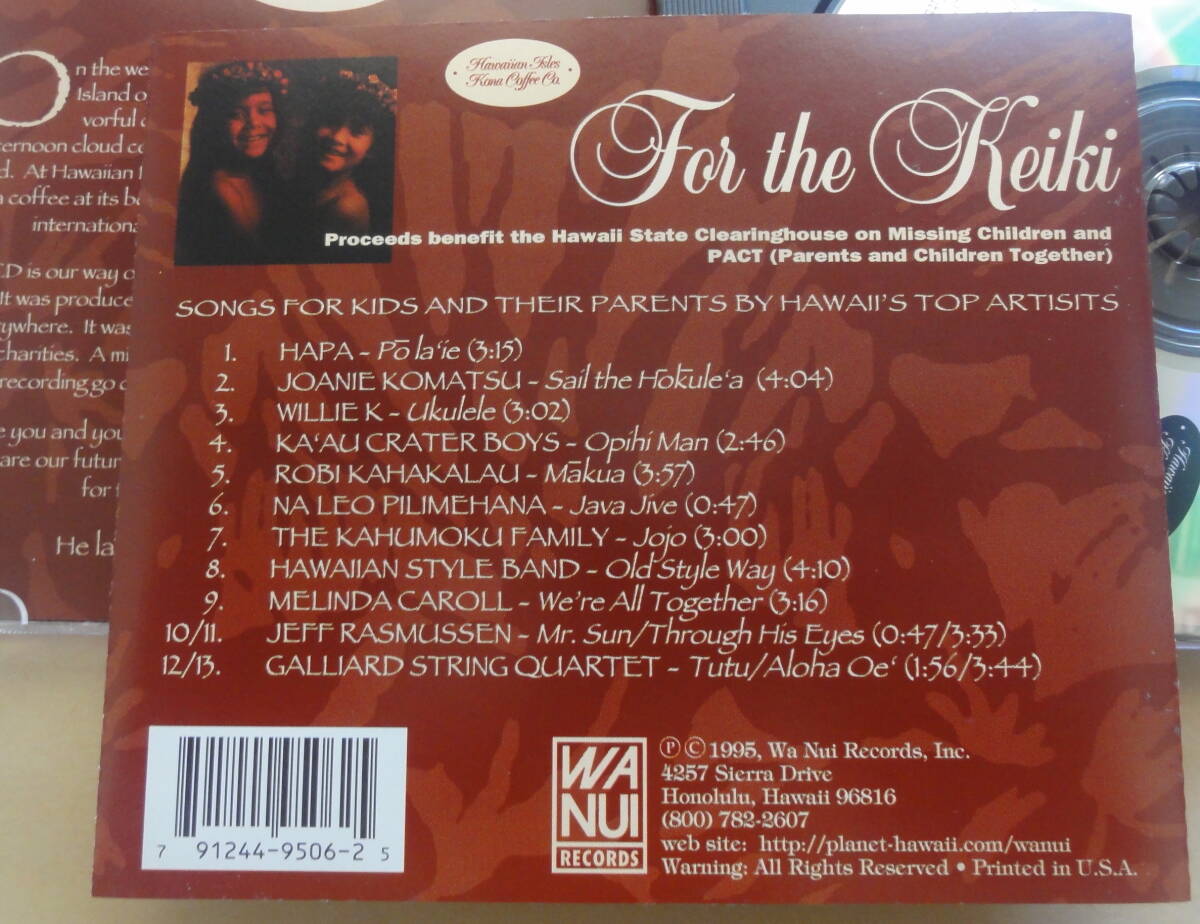 On the we
Island o
vorful
ternoon cloud co
d. At Hawaiian
coffee at its b
internationa
CD is our way o
It was produce
ywhere. It was
charities. A mi
recording go
e you and you
are our futur
for
He la'
Hawaiian Isles
Kona Coffee Co.
For the Keiki
Proceeds benefit the Hawaii State Clearinghouse on Missing Children and
PACT (Parents and Children Together)
SONGS FOR KIDS AND THEIR PARENTS BY HAWAII'S TOP ARTISITS
1. HAPA - Pō la‘ie (3:15)
2. JOANIE KOMATSU - Sail the Hōkūle‘a (4:04)
3. WILLIE K - Ukulele (3:02)
4. KA‘AU CRATER BOYS - Opihi Man (2:46)
5. ROBI KAHAKALAU - Mākua (3:57)
6. NA LEO PILIMEHANA - Java Jive (0:47)
7. THE KAHUMOKU FAMILY - Jojo (3:00)
8. HAWAIIAN STYLE BAND - Old Style Way (4:10)
9. MELINDA CAROLL - We're All Together (3:16)
10/11. JEFF RASMUSSEN - Mr. Sun/Through His Eyes (0:47/3:33)
12/13. GALLIARD STRING QUARTET - Tutu/Aloha Oe‘ (1:56/3:44)
7 91244-9506-2 5
WA
NUI
RECORDS
℗ © 1995, Wa Nui Records, Inc.
4257 Sierra Drive
Honolulu, Hawaii 96816
(800) 782-2607
web site: http://planet-hawaii.com/wanui
Warning: All Rights Reserved • Printed in U.S.A.
Hawaii